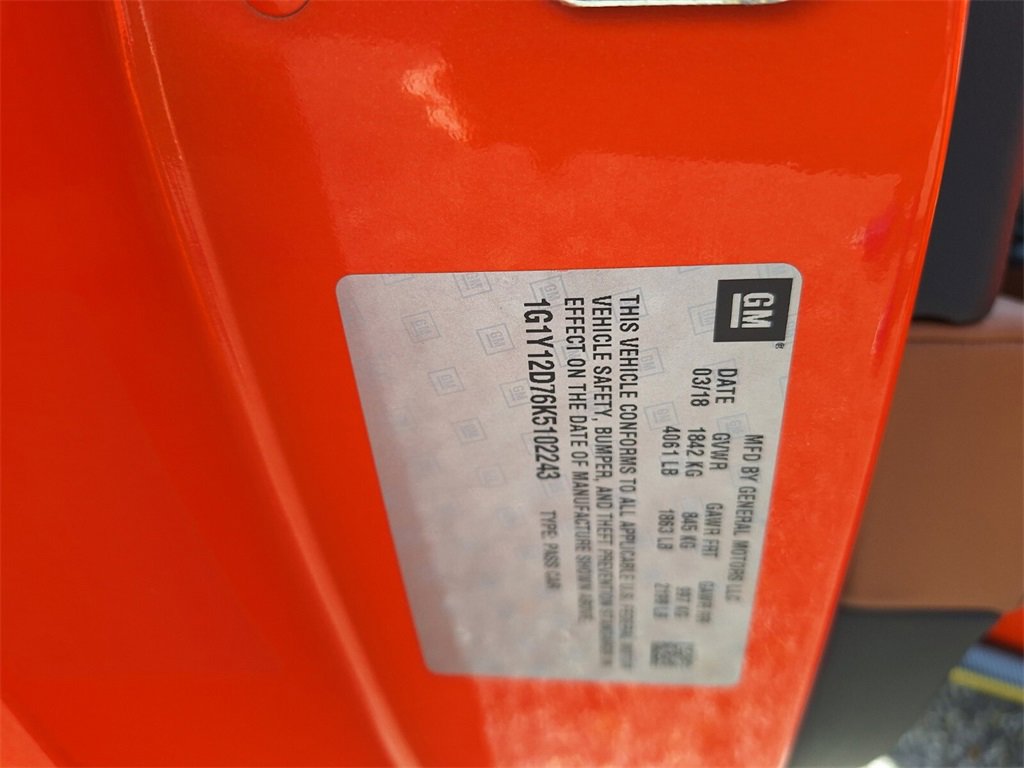 GM
MFD BY GENERAL MOTORS LLC
DATE GVWR GAWR FRT GAWR RR
03/18 1842 KG 845 KG 997 KG
4061 LB 1863 LB 2198 LB
THIS VEHICLE CONFORMS TO ALL APPLICABLE U.S. FEDERAL MOTOR
VEHICLE SAFETY, BUMPER, AND THEFT PREVENTION STANDARDS IN
EFFECT ON THE DATE OF MANUFACTURE SHOWN ABOVE.
1G1Y12D76K5102243 TYPE: PASS CAR